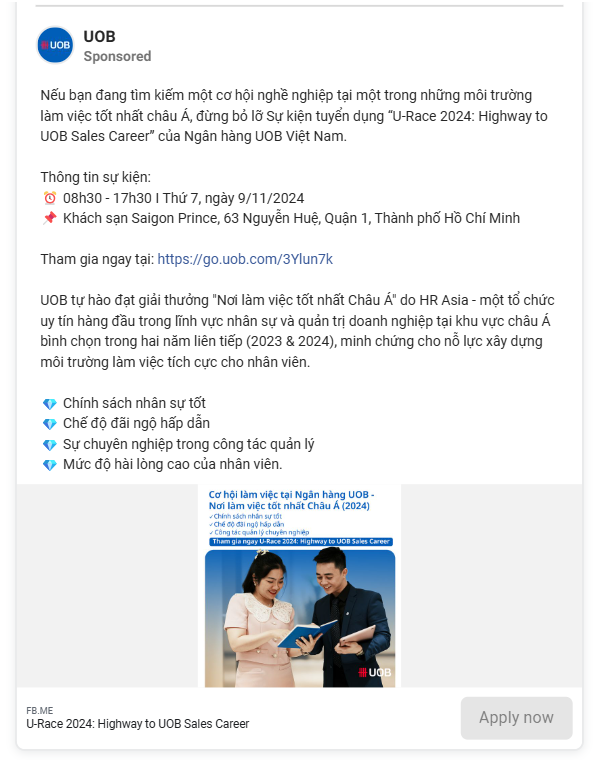 UOB
UOB
Sponsored
Nếu bạn đang tìm kiếm một cơ hội nghề nghiệp tại một trong những môi trường
làm việc tốt nhất châu Á, đừng bỏ lỡ Sự kiện tuyển dụng “U-Race 2024: Highway to
UOB Sales Career” của Ngân hàng UOB Việt Nam.
Thông tin sự kiện:
⏰ 08h30 - 17h30 I Thứ 7, ngày 9/11/2024
📌 Khách sạn Saigon Prince, 63 Nguyễn Huệ, Quận 1, Thành phố Hồ Chí Minh
Tham gia ngay tại: https://go.uob.com/3Ylun7k
UOB tự hào đạt giải thưởng "Nơi làm việc tốt nhất Châu Á" do HR Asia - một tổ chức
uy tín hàng đầu trong lĩnh vực nhân sự và quản trị doanh nghiệp tại khu vực châu Á
bình chọn trong hai năm liên tiếp (2023 & 2024), minh chứng cho nỗ lực xây dựng
môi trường làm việc tích cực cho nhân viên.
💎 Chính sách nhân sự tốt
💎 Chế độ đãi ngộ hấp dẫn
💎 Sự chuyên nghiệp trong công tác quản lý
💎 Mức độ hài lòng cao của nhân viên.
Cơ hội làm việc tại Ngân hàng UOB -
Nơi làm việc tốt nhất Châu Á (2024)
✓Chính sách nhân sự tốt
✓Chế độ đãi ngộ hấp dẫn
✓Công tác quản lý chuyên nghiệp
Tham gia ngay U-Race 2024: Highway to UOB Sales Career
UOB
FB.ME
U-Race 2024: Highway to UOB Sales Career
Apply now